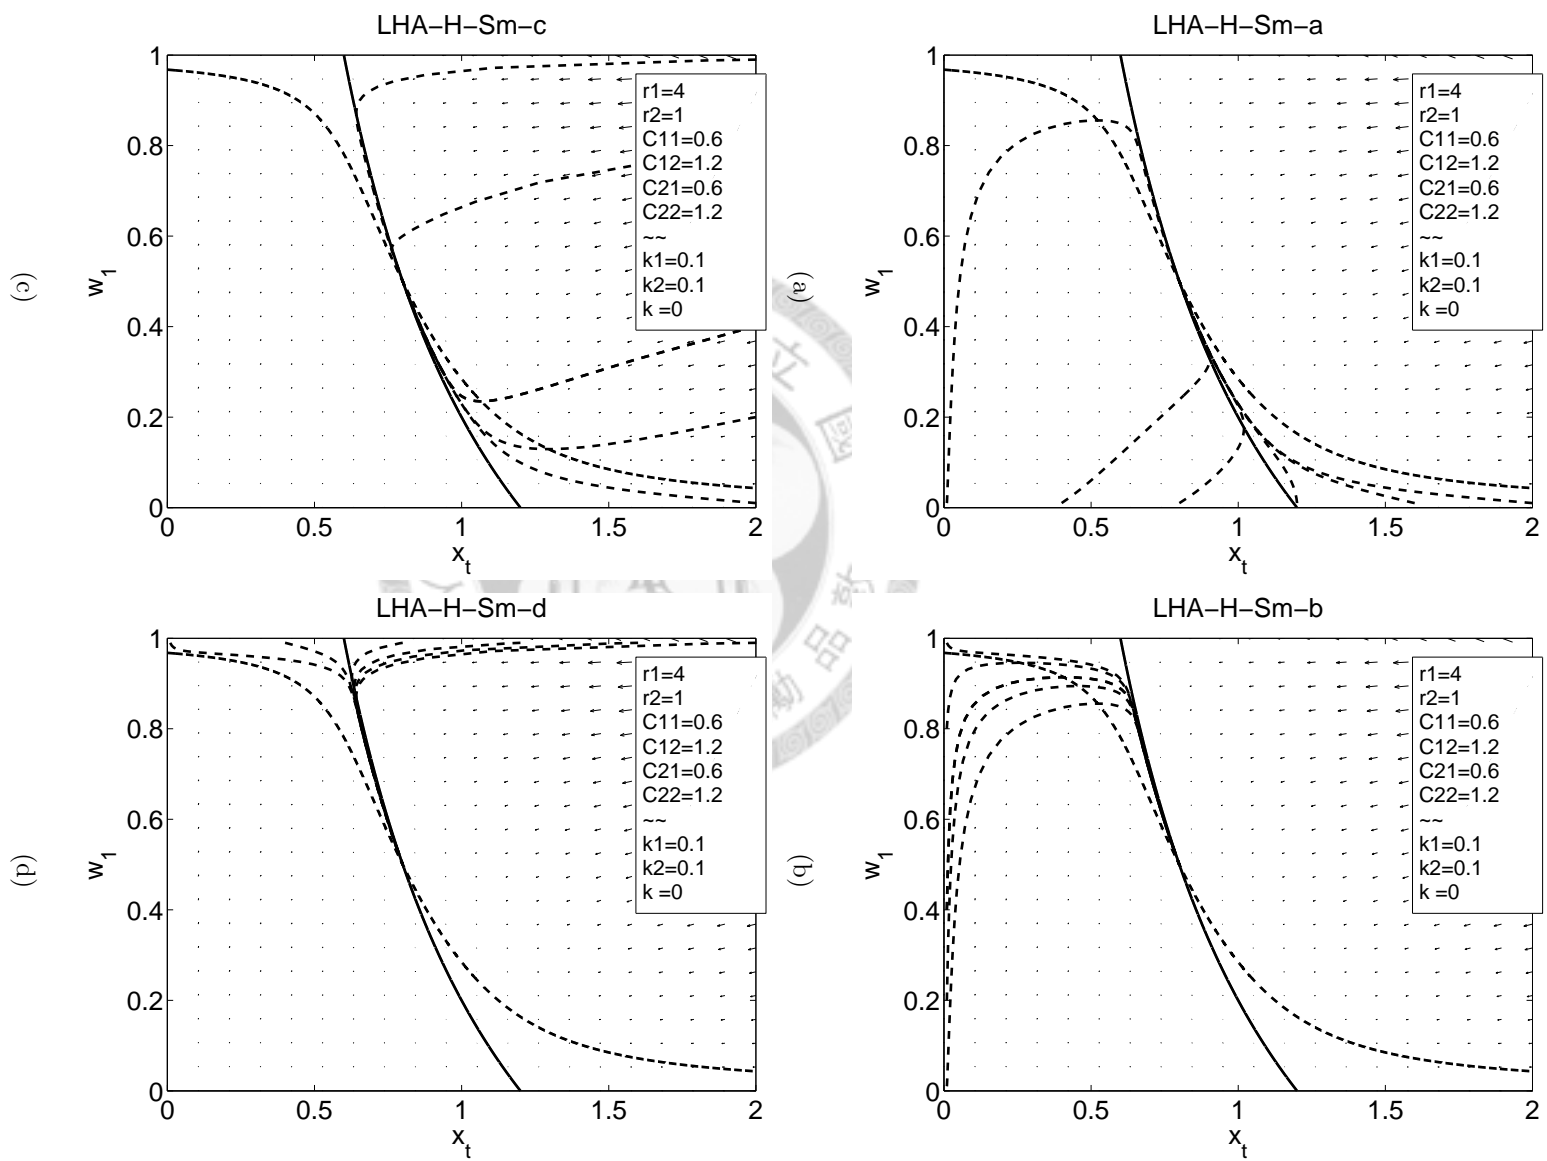 LHA−H−Sm−c
1
0.8
0.6
0.4
0.2
0
w1
0 0.5 1 1.5 2
xt
r1=4
r2=1
C11=0.6
C12=1.2
C21=0.6
C22=1.2
~~
k1=0.1
k2=0.1
k =0
(c)
LHA−H−Sm−a
1
0.8
0.6
0.4
0.2
0
w1
0 0.5 1 1.5 2
xt
r1=4
r2=1
C11=0.6
C12=1.2
C21=0.6
C22=1.2
~~
k1=0.1
k2=0.1
k =0
(a)
LHA−H−Sm−d
1
0.8
0.6
0.4
0.2
0
w1
0 0.5 1 1.5 2
xt
r1=4
r2=1
C11=0.6
C12=1.2
C21=0.6
C22=1.2
~~
k1=0.1
k2=0.1
k =0
(d)
LHA−H−Sm−b
1
0.8
0.6
0.4
0.2
0
w1
0 0.5 1 1.5 2
xt
r1=4
r2=1
C11=0.6
C12=1.2
C21=0.6
C22=1.2
~~
k1=0.1
k2=0.1
k =0
(b)
立
國
品
勵